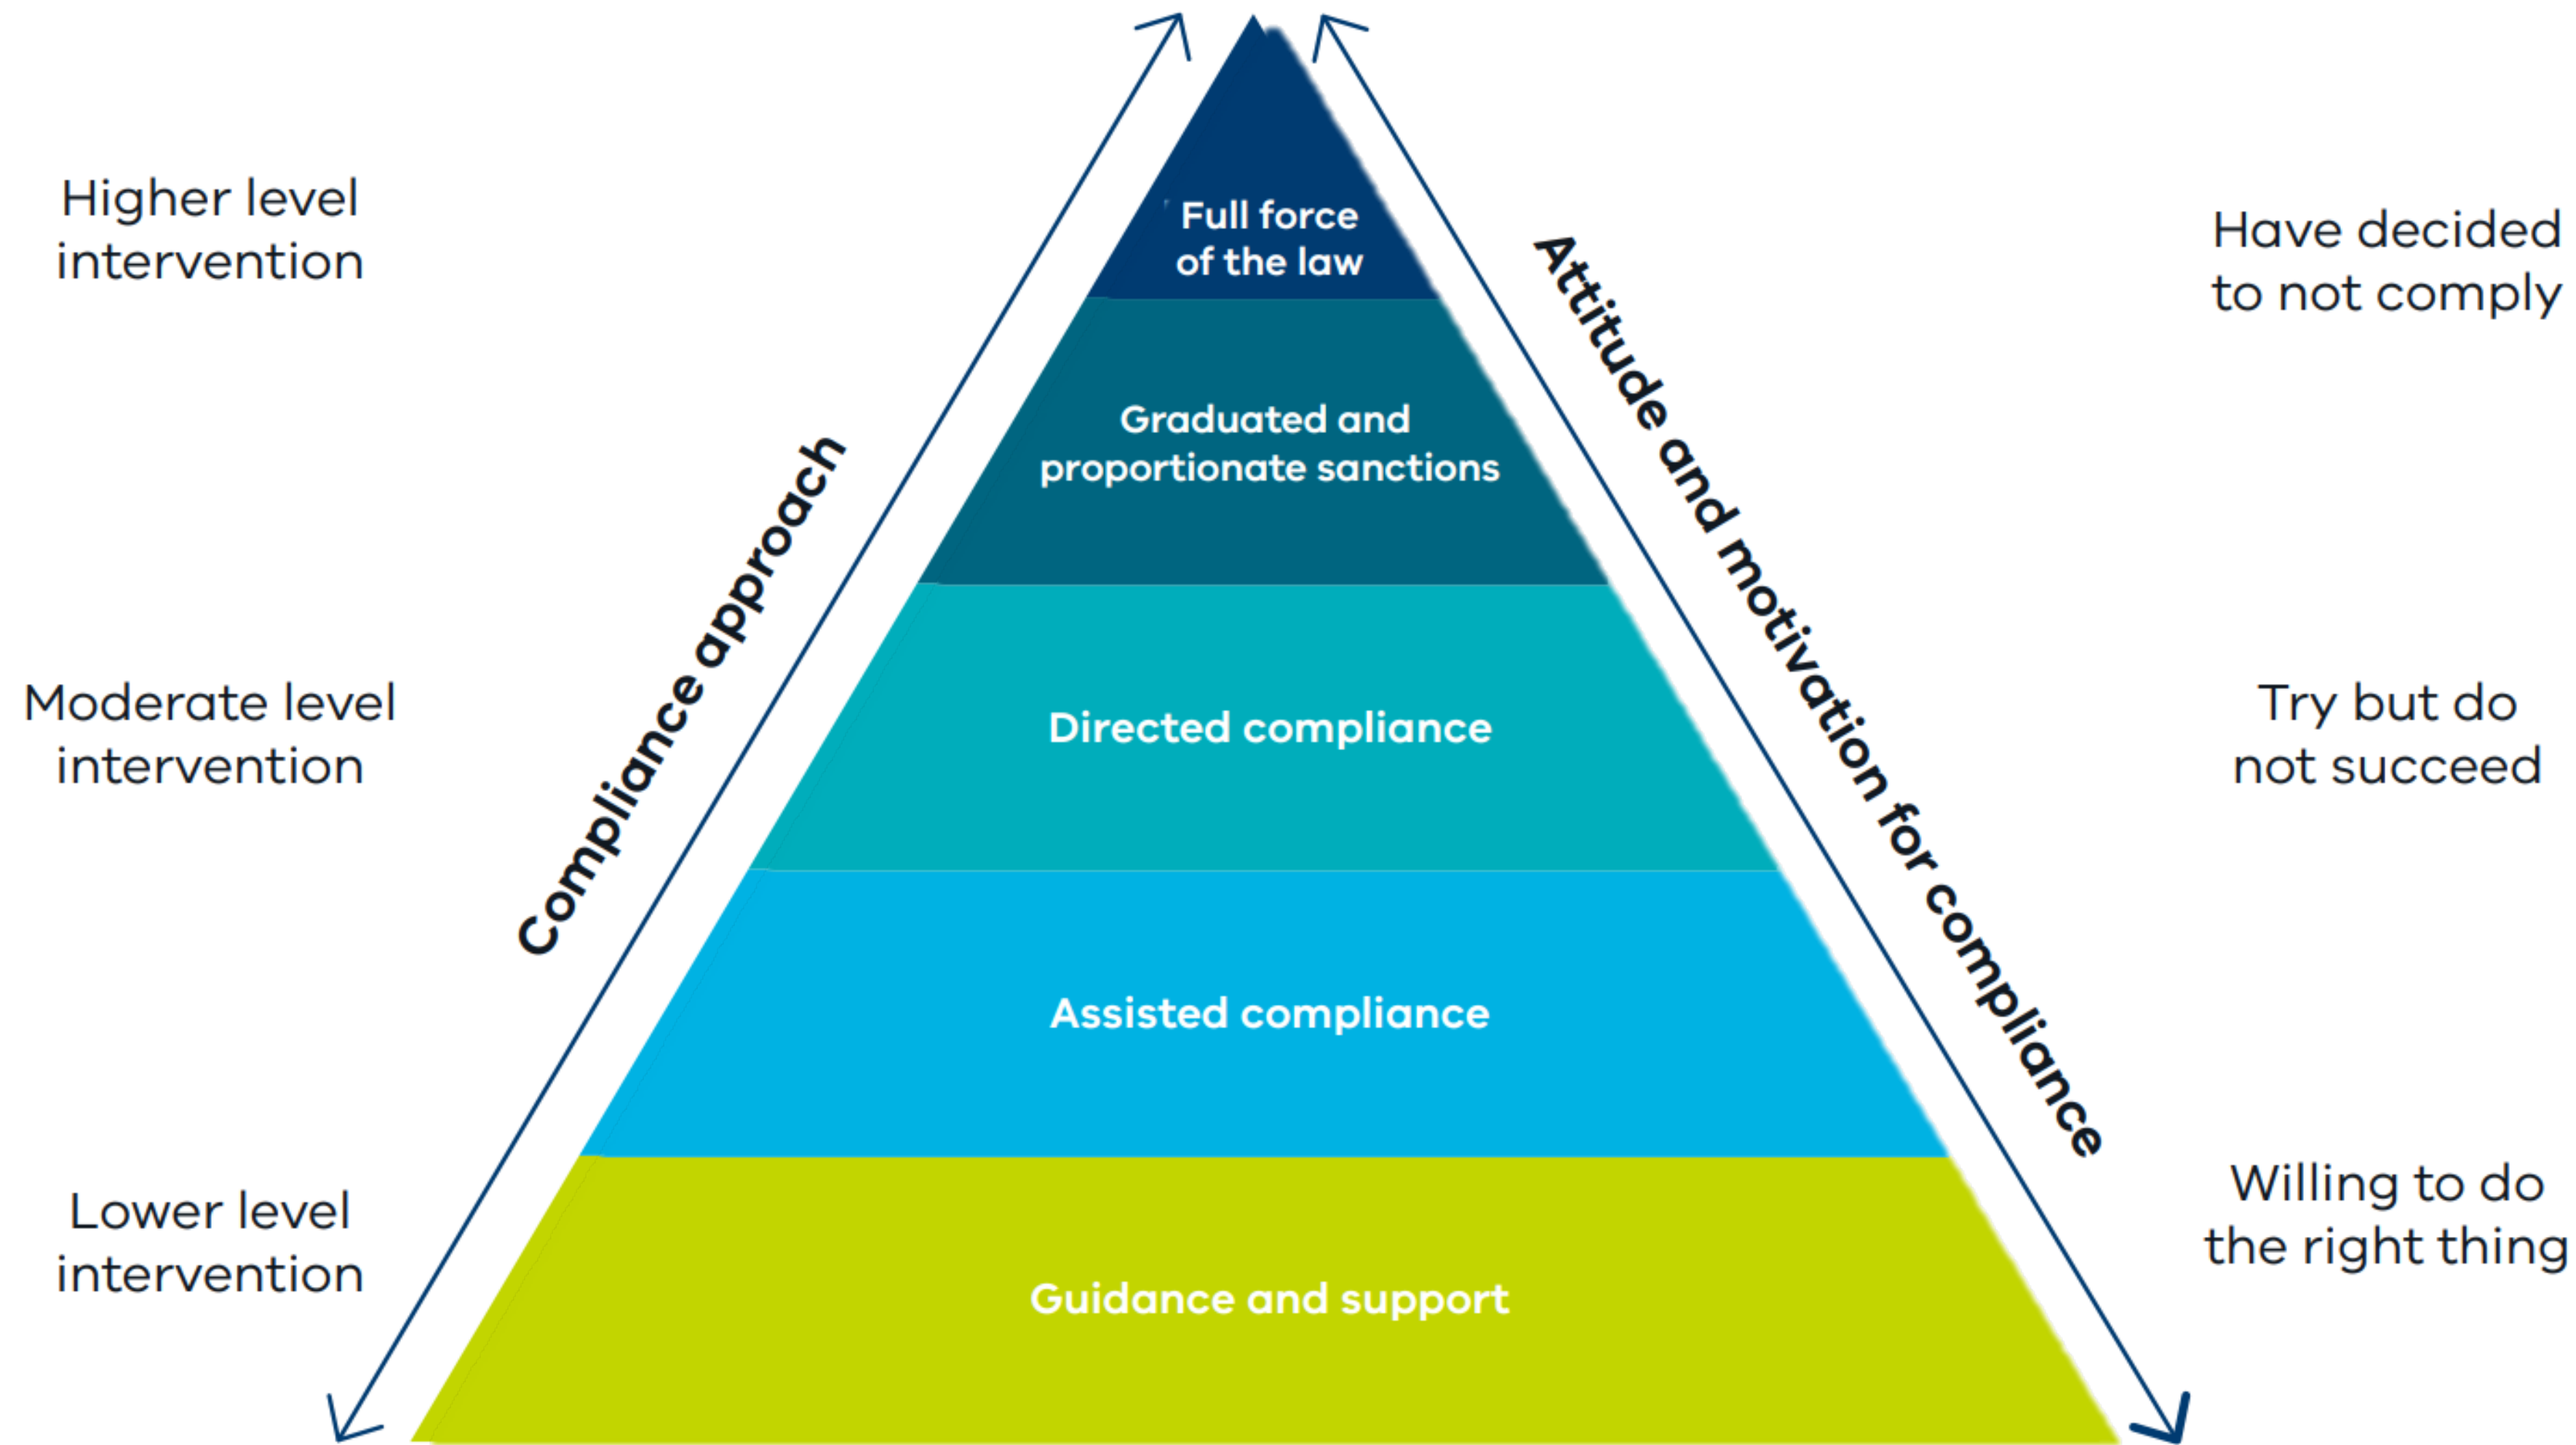 Higher level
intervention
Moderate level
intervention
Lower level
intervention
Compliance approach
Full force
of the law
Graduated and
proportionate sanctions
Directed compliance
Assisted compliance
Guidance and support
Attitude and motivation for compliance
Have decided
to not comply
Try but do
not succeed
Willing to do
the right thing